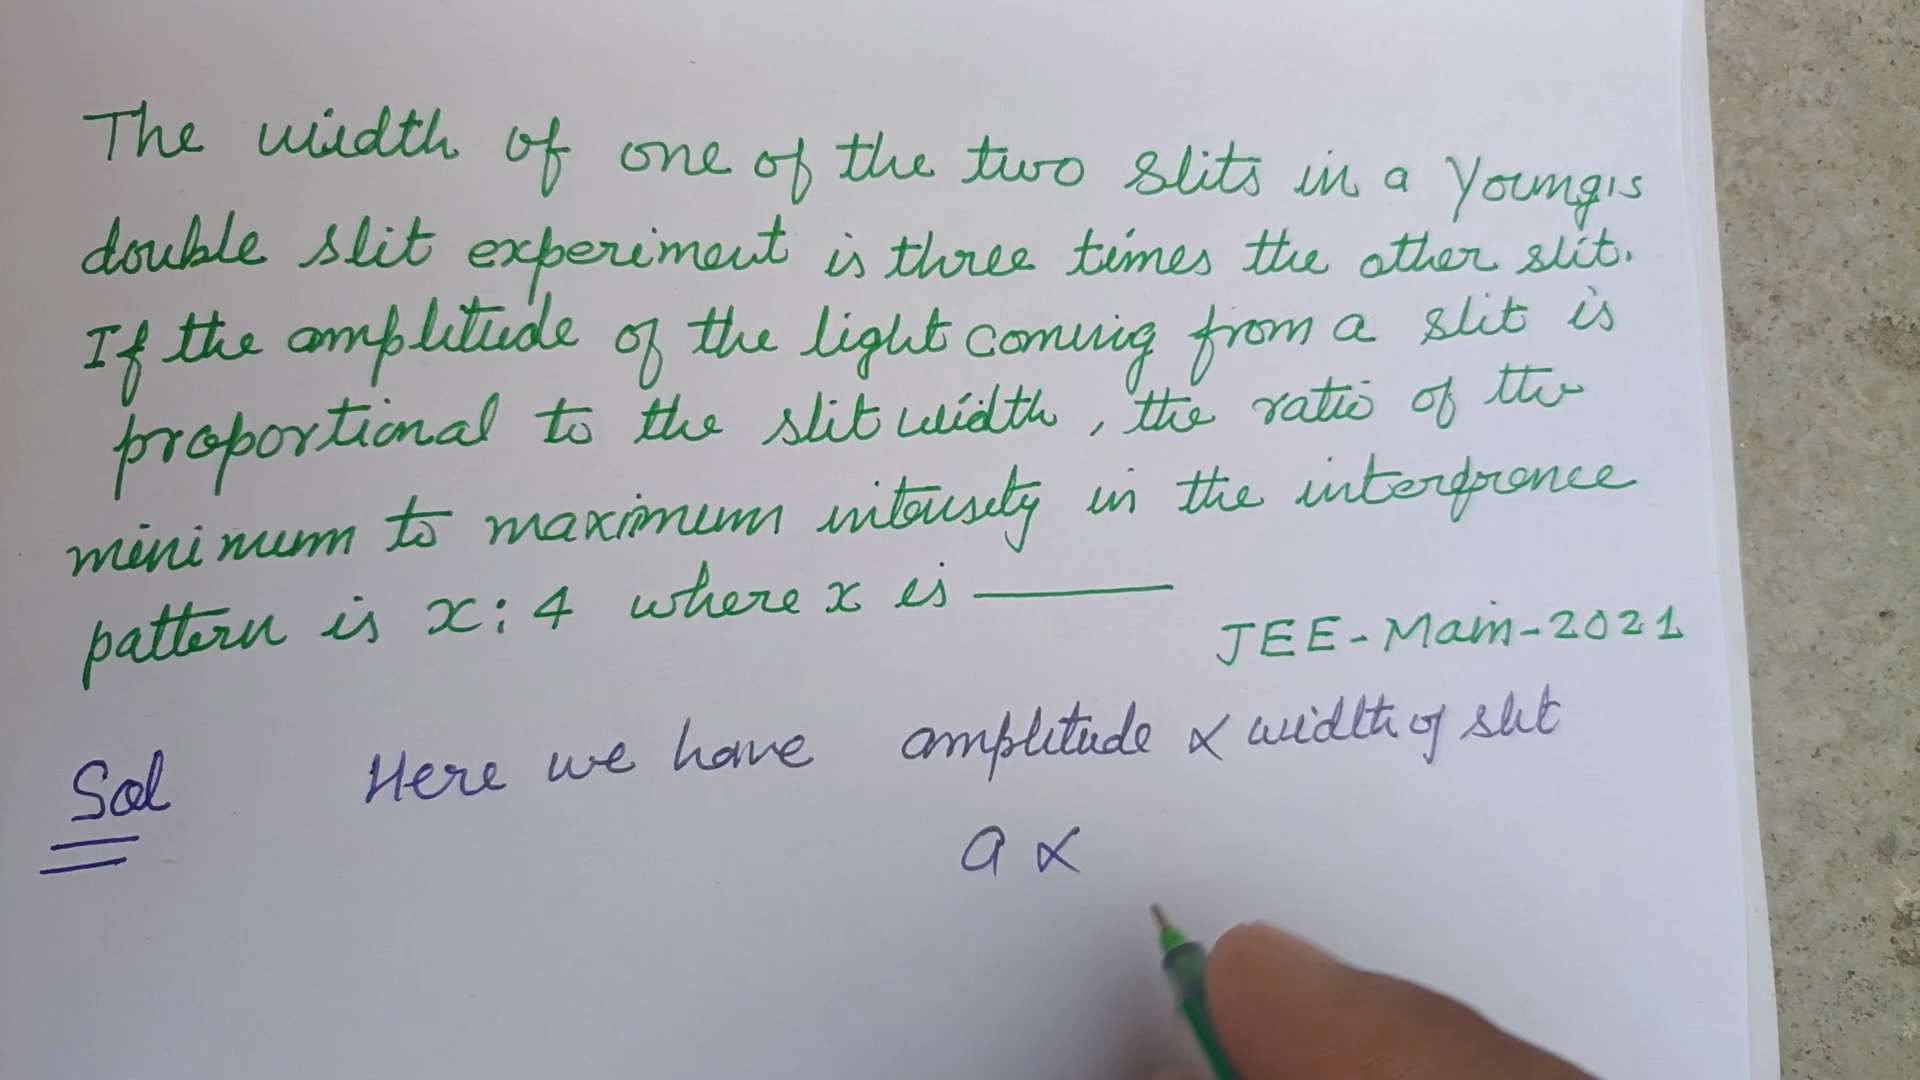 The width of one of the two slits in a Young's
double slit experiment is three times the other slit.
If the amplitude of the light coming from a slit is
proportional to the slit width, the ratio of the
minimum to maximum intensity in the interfrence
pattern is x : 4 where x is ———
JEE-Main-2021
Sol Here we have amplitude ∝ width of slit
a ∝